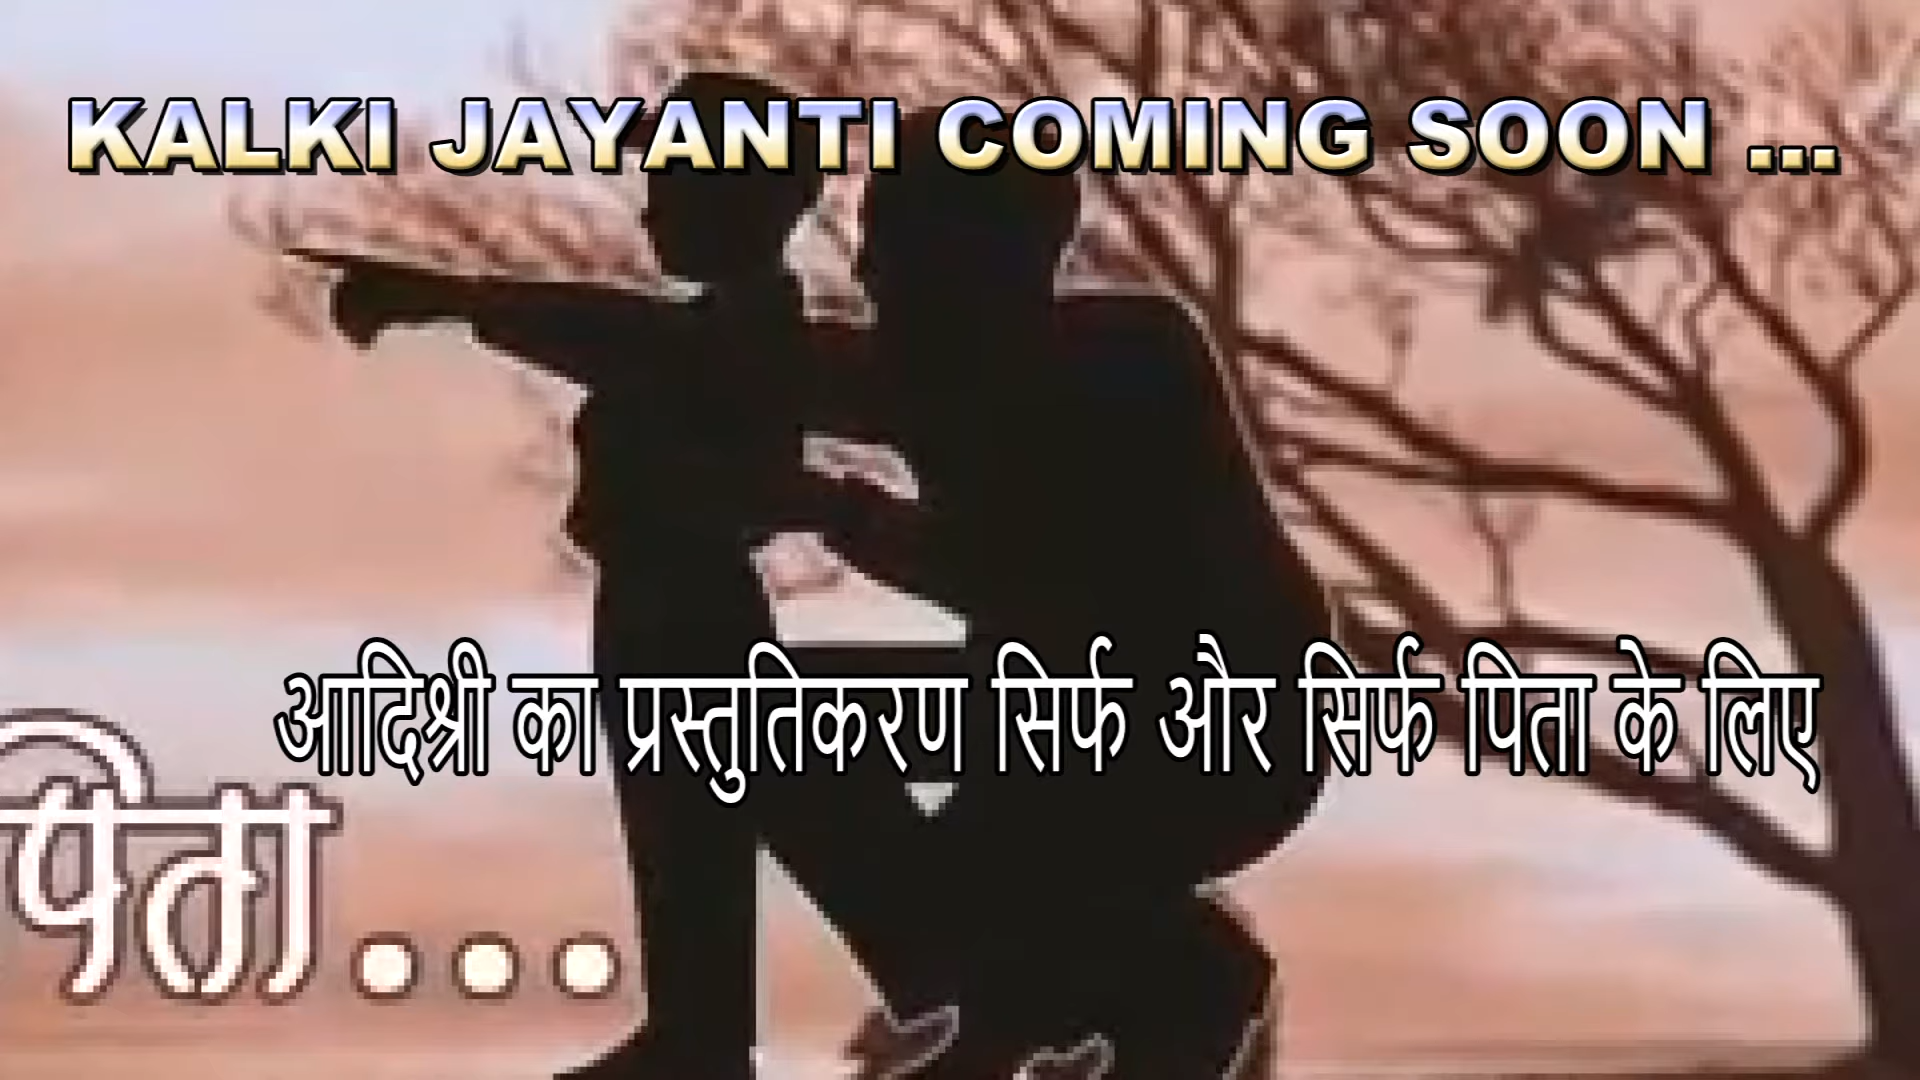 KALKI JAYANTI COMING SOON ...
आदिश्री का प्रस्तुतिकरण सिर्फ और सिर्फ पिता के लिए
पिता...